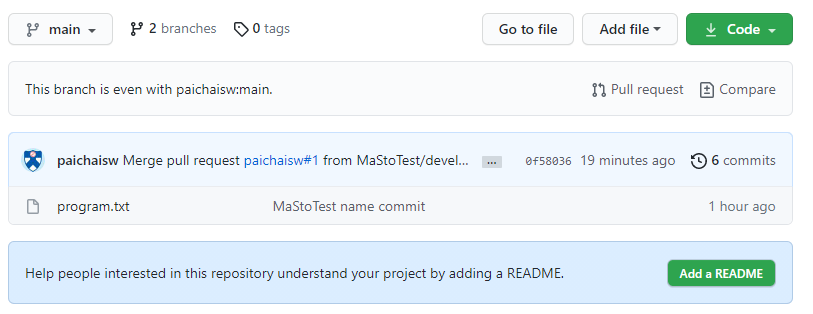 main 2 branches 0 tags Go to file Add file Code
This branch is even with paichaisw:main. Pull request Compare
paichaisw Merge pull request paichaisw#1 from MaStoTest/devel... ... 0f58036 19 minutes ago 6 commits
program.txt MaStoTest name commit 1 hour ago
Help people interested in this repository understand your project by adding a README. Add a README